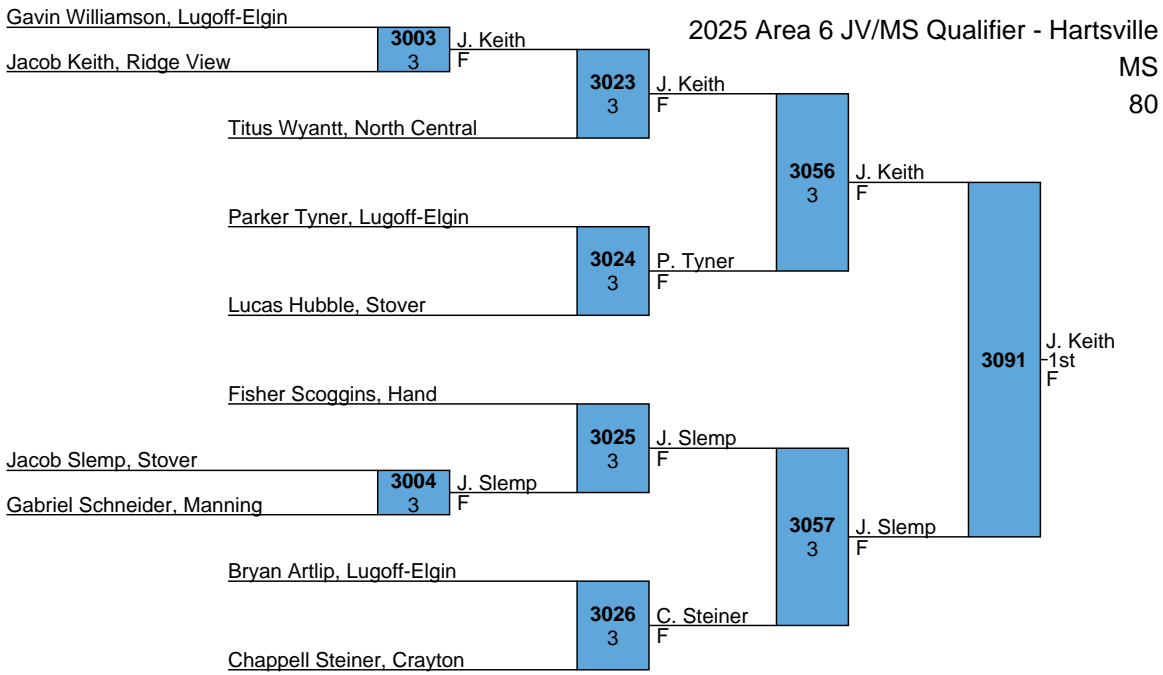 2025 Area 6 JV/MS Qualifier - Hartsville
MS
80
Gavin Williamson, Lugoff-Elgin
3003
3
J. Keith
F
Jacob Keith, Ridge View
3023
3
J. Keith
F
Titus Wyantt, North Central
3056
3
J. Keith
F
Parker Tyner, Lugoff-Elgin
3024
3
P. Tyner
F
Lucas Hubble, Stover
3091
J. Keith
1st
F
Fisher Scoggins, Hand
3025
3
J. Slemp
F
Jacob Slemp, Stover
3004
3
J. Slemp
F
Gabriel Schneider, Manning
3057
3
J. Slemp
F
Bryan Artlip, Lugoff-Elgin
3026
3
C. Steiner
F
Chappell Steiner, Crayton